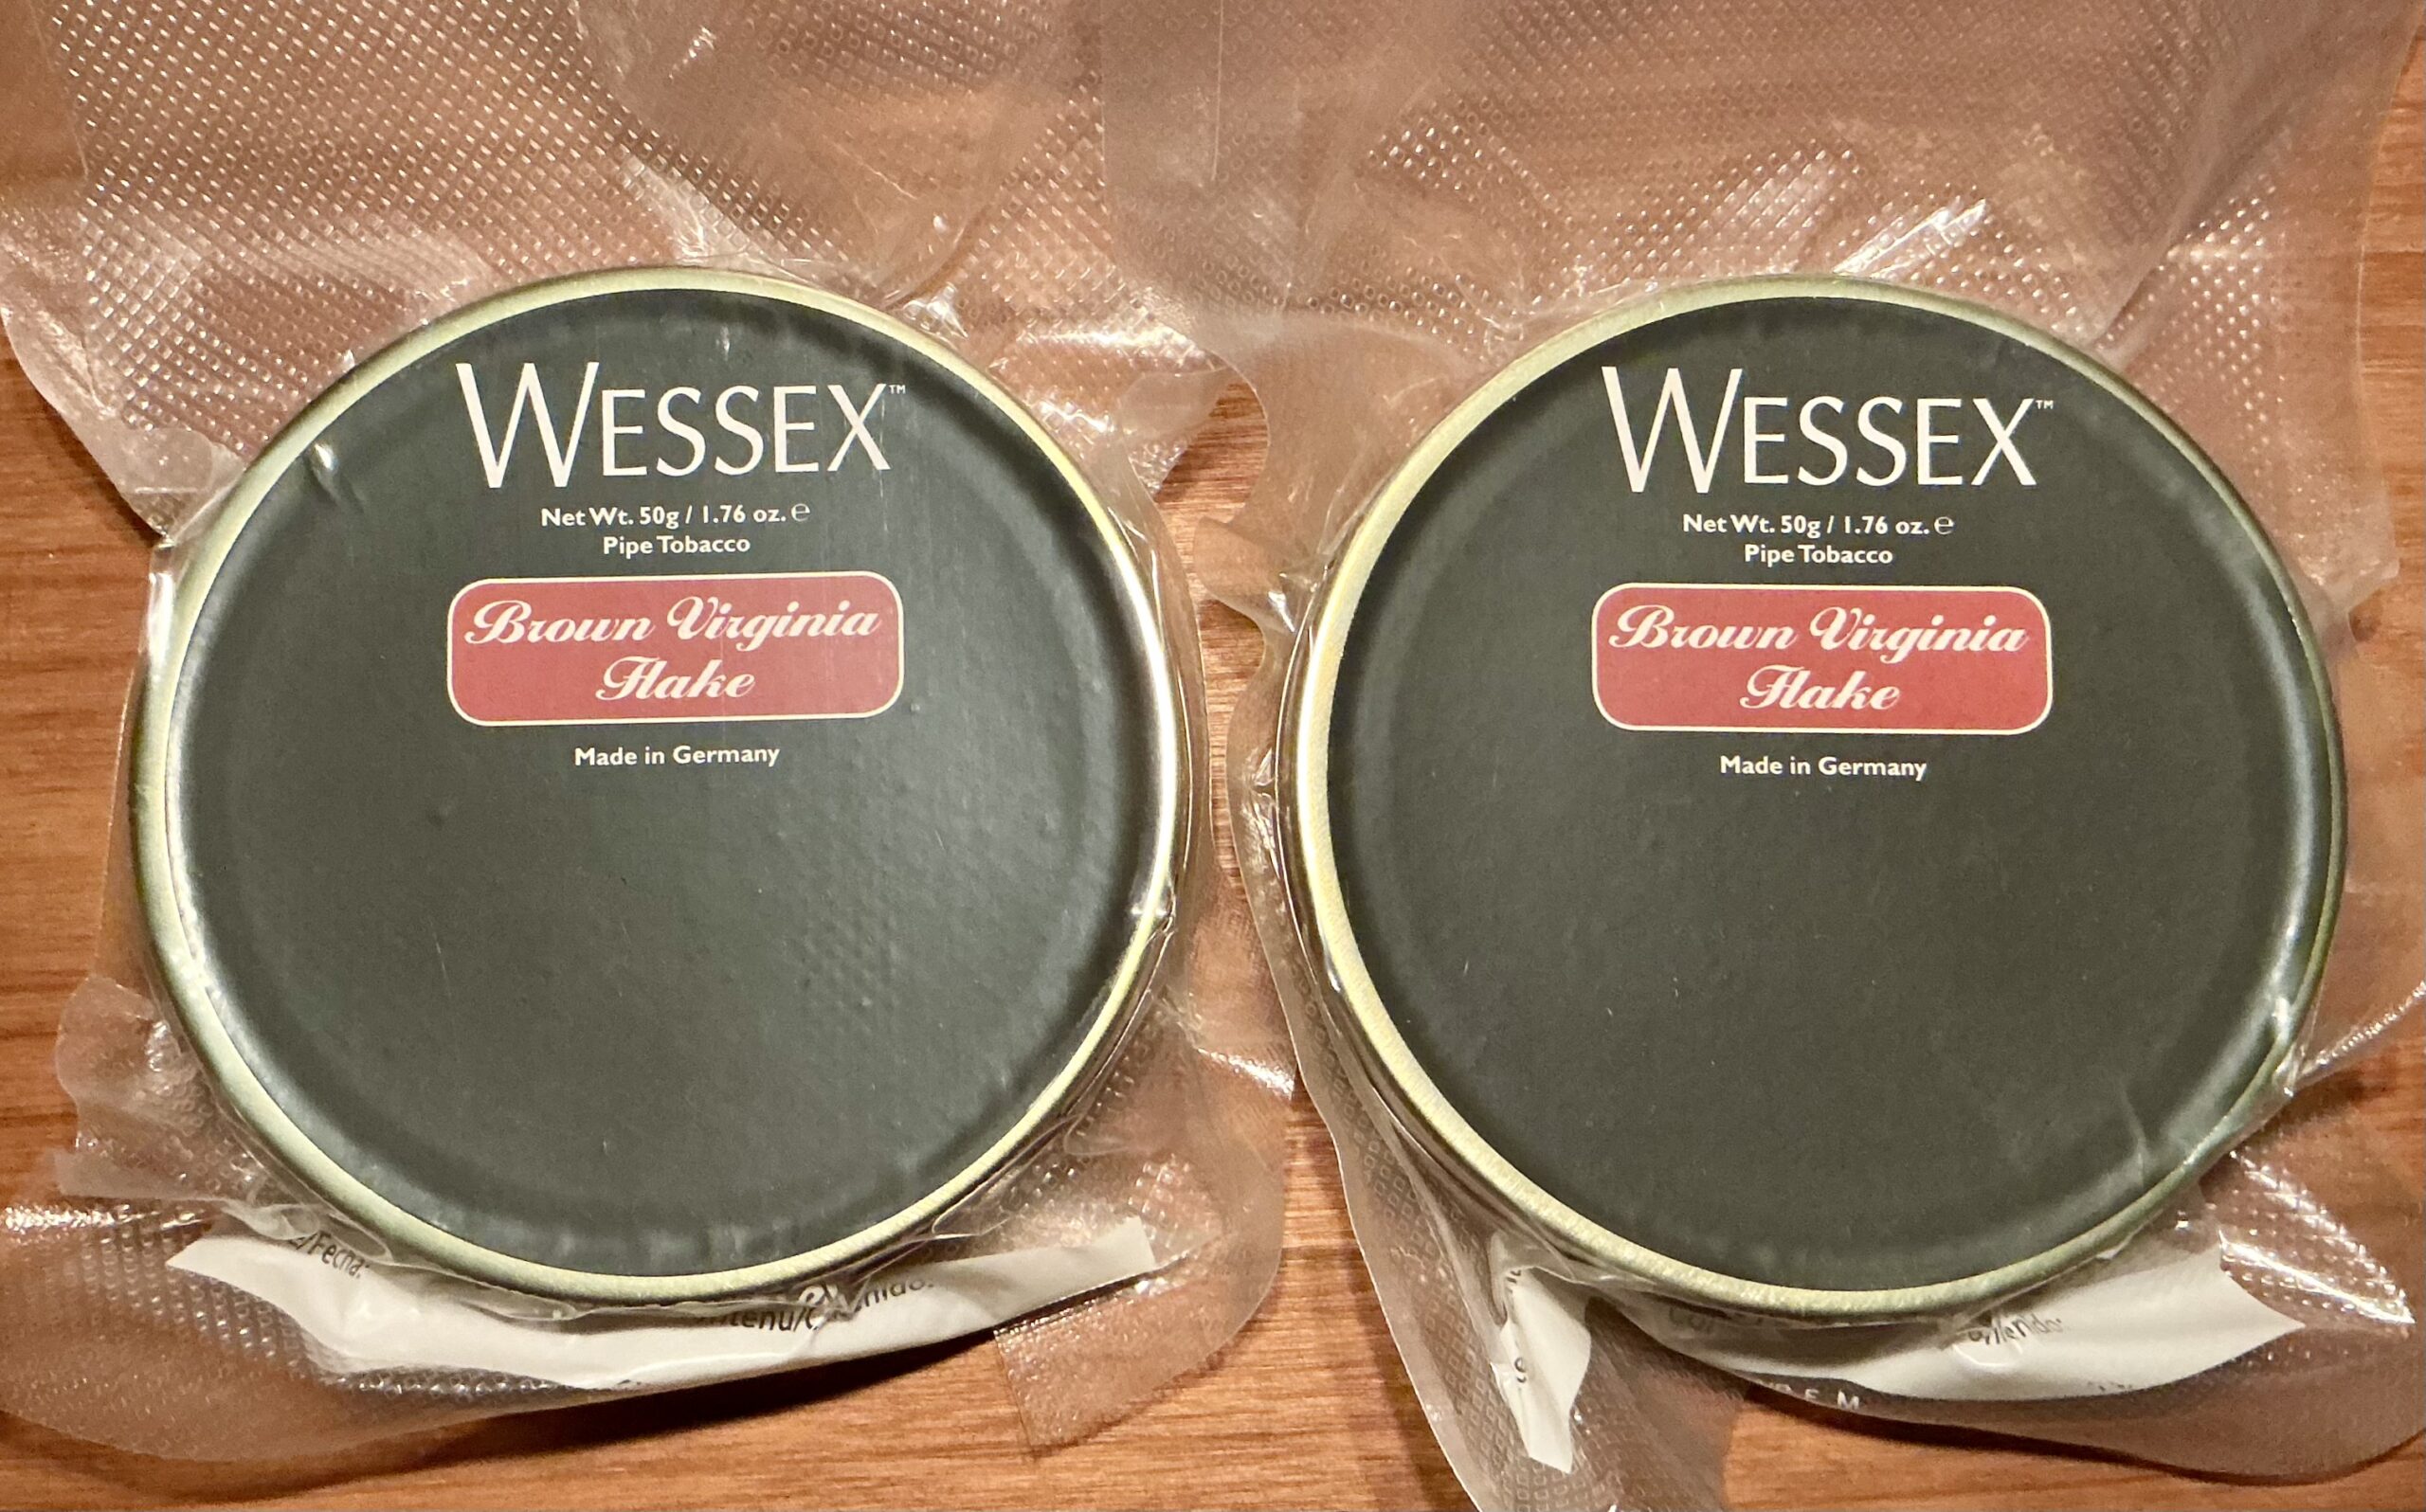 WESSEX™
Net Wt. 50g / 1.76 oz. ℮
Pipe Tobacco
Brown Virginia
Flake
Made in Germany
WESSEX™
Net Wt. 50g / 1.76 oz. ℮
Pipe Tobacco
Brown Virginia
Flake
Made in Germany